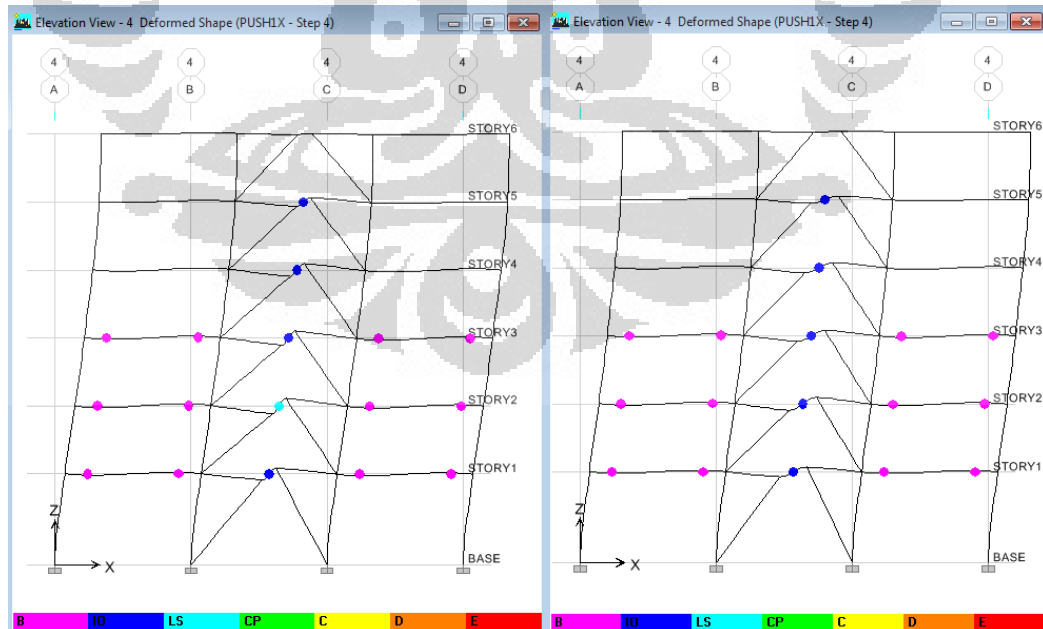 Elevation View - 4 Deformed Shape (PUSH1X - Step 4)
4 4 4 4
A B C D
STORY6
STORY5
STORY4
STORY3
STORY2
STORY1
Z
X
BASE
B IO LS CP C D E
Elevation View - 4 Deformed Shape (PUSH1X - Step 4)
4 4 4 4
A B C D
STORY6
STORY5
STORY4
STORY3
STORY2
STORY1
Z
X
BASE
B IO LS CP C D E